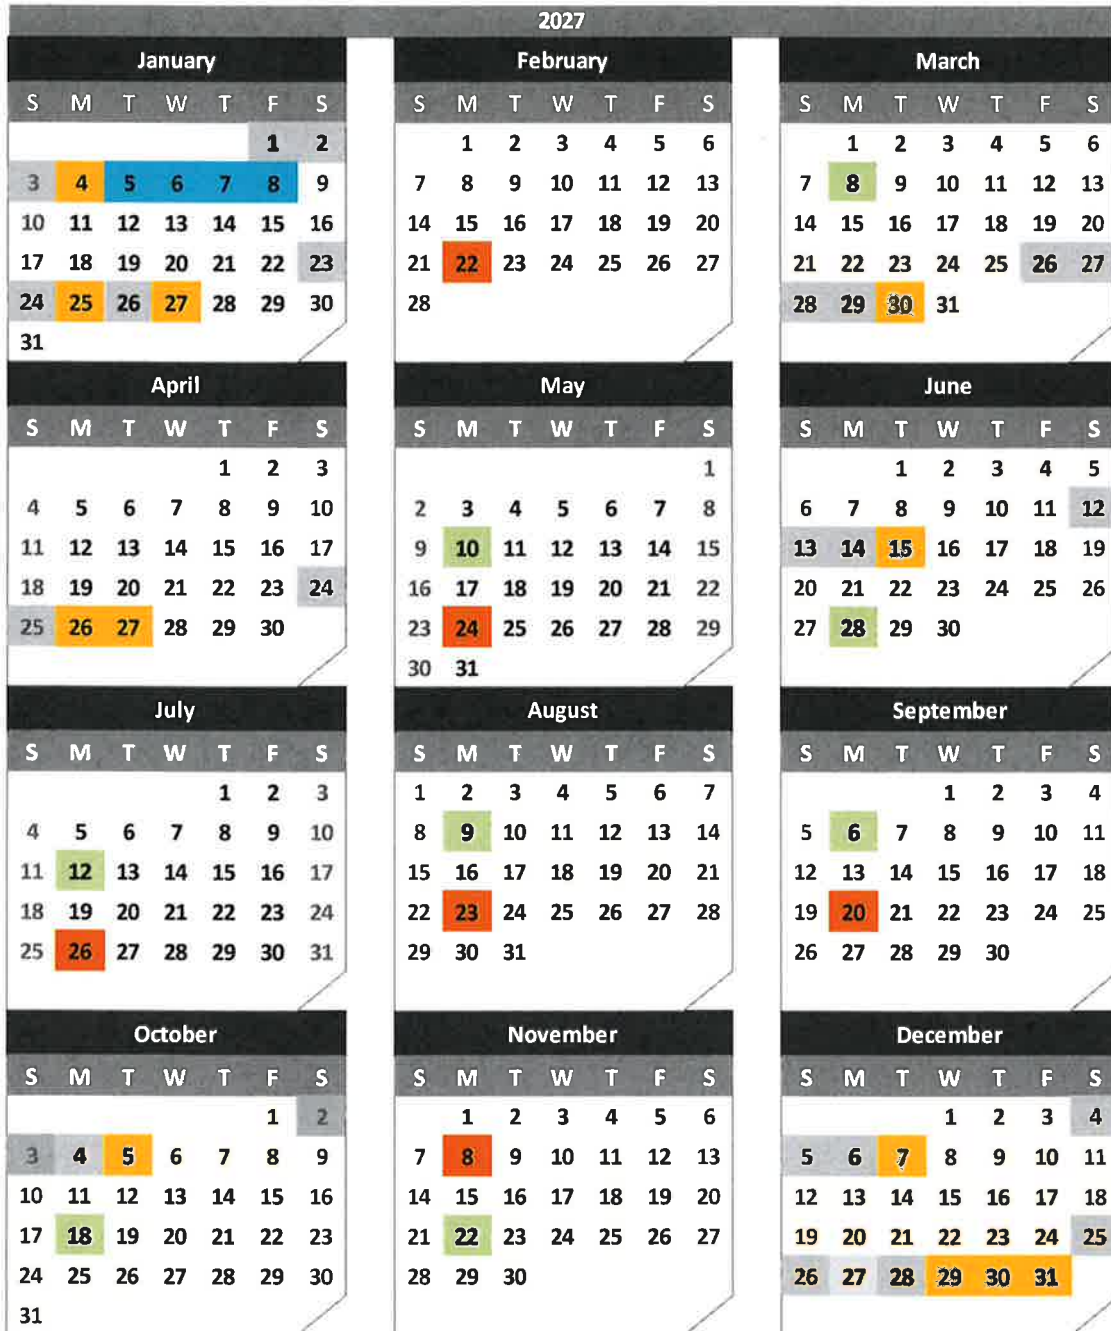 2027
January
S M T W T F S
1 2
3 4 5 6 7 8 9
10 11 12 13 14 15 16
17 18 19 20 21 22 23
24 25 26 27 28 29 30
31
February
S M T W T F S
1 2 3 4 5 6
7 8 9 10 11 12 13
14 15 16 17 18 19 20
21 22 23 24 25 26 27
28
March
S M T W T F S
1 2 3 4 5 6
7 8 9 10 11 12 13
14 15 16 17 18 19 20
21 22 23 24 25 26 27
28 29 30 31
April
S M T W T F S
1 2 3
4 5 6 7 8 9 10
11 12 13 14 15 16 17
18 19 20 21 22 23 24
25 26 27 28 29 30
May
S M T W T F S
1
2 3 4 5 6 7 8
9 10 11 12 13 14 15
16 17 18 19 20 21 22
23 24 25 26 27 28 29
30 31
June
S M T W T F S
1 2 3 4 5
6 7 8 9 10 11 12
13 14 15 16 17 18 19
20 21 22 23 24 25 26
27 28 29 30
July
S M T W T F S
1 2 3
4 5 6 7 8 9 10
11 12 13 14 15 16 17
18 19 20 21 22 23 24
25 26 27 28 29 30 31
August
S M T W T F S
1 2 3 4 5 6 7
8 9 10 11 12 13 14
15 16 17 18 19 20 21
22 23 24 25 26 27 28
29 30 31
September
S M T W T F S
1 2 3 4
5 6 7 8 9 10 11
12 13 14 15 16 17 18
19 20 21 22 23 24 25
26 27 28 29 30
October
S M T W T F S
1 2
3 4 5 6 7 8 9
10 11 12 13 14 15 16
17 18 19 20 21 22 23
24 25 26 27 28 29 30
31
November
S M T W T F S
1 2 3 4 5 6
7 8 9 10 11 12 13
14 15 16 17 18 19 20
21 22 23 24 25 26 27
28 29 30
December
S M T W T F S
1 2 3 4
5 6 7 8 9 10 11
12 13 14 15 16 17 18
19 20 21 22 23 24 25
26 27 28 29 30 31